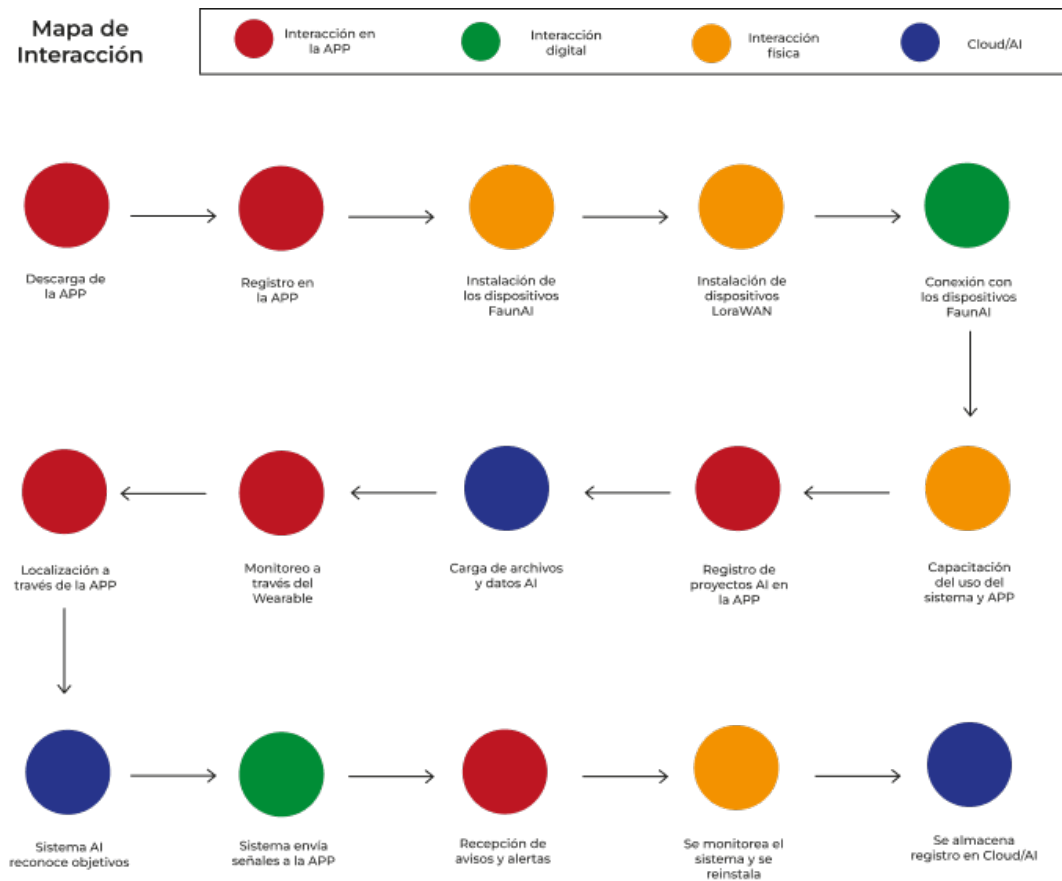 Mapa de
Interacción
Interacción en
la APP
Interacción
digital
Interacción
física
Cloud/AI
Descarga de
la APP
Registro en
la APP
Instalación de
los dispositivos
FaunAI
Instalación de
dispositivos
LoraWAN
Conexión con
los dispositivos
FaunAI
Localización a
través de la APP
Monitoreo a
través del
Wearable
Carga de archivos
y datos AI
Registro de
proyectos AI en
la APP
Capacitación
del uso del
sistema y APP
Sistema AI
reconoce objetivos
Sistema envía
señales a la APP
Recepción de
avisos y alertas
Se monitorea el
sistema y se
reinstala
Se almacena
registro en Cloud/AI